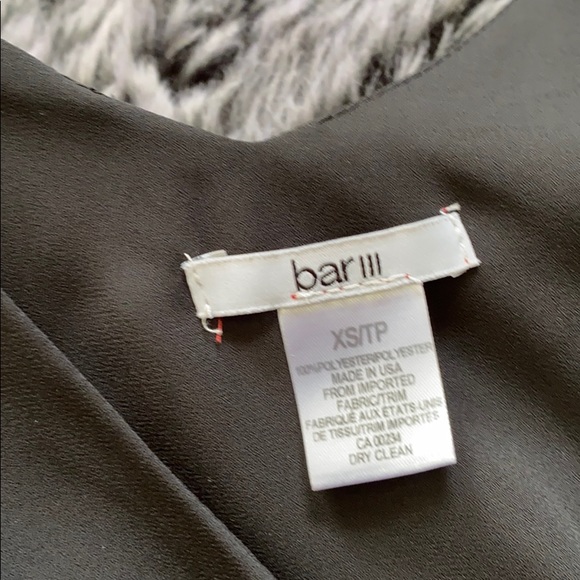 bar III
XS/TP
100%POLYESTER/POLYESTER
MADE IN USA
FROM IMPORTED
FABRIC/TRIM
FABRIQUÉ AUX ÉTATS-UNIS
DE TISSU/TRIM IMPORTÉS
CA 00234
DRY CLEAN